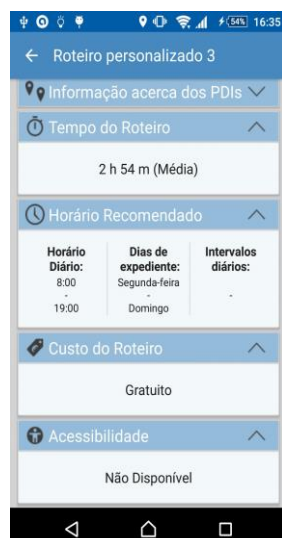 54% 16:35
Roteiro personalizado 3
Informação acerca dos PDIs
Tempo do Roteiro
2 h 54 m (Média)
Horário Recomendado
Horário Diário:
8:00
-
19:00
Dias de expediente:
Segunda-feira
-
Domingo
Intervalos diários:
-
Custo do Roteiro
Gratuito
Acessibilidade
Não Disponível